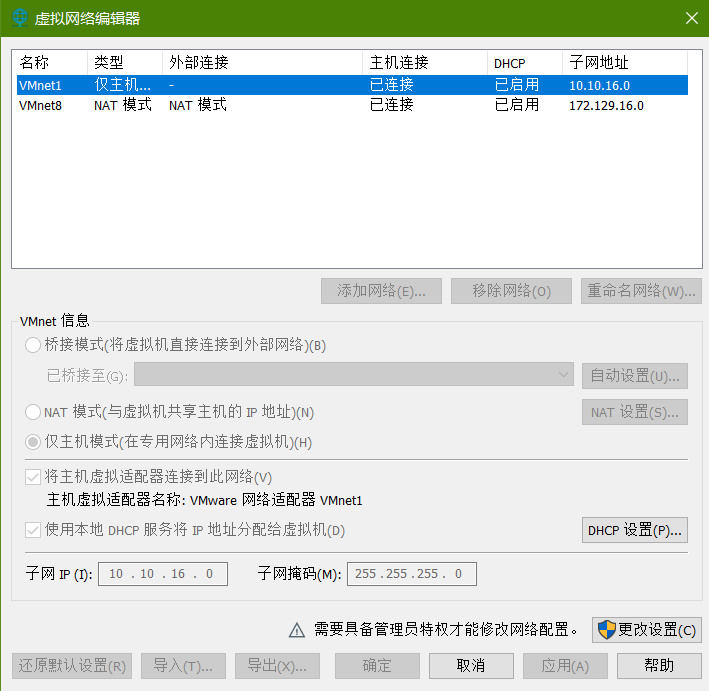 虚拟网络编辑器
名称 类型 外部连接 主机连接 DHCP 子网地址
VMnet1 仅主机... - 已连接 已启用 10.10.16.0
VMnet8 NAT 模式 NAT 模式 已连接 已启用 172.129.16.0
添加网络(E)... 移除网络(O) 重命名网络(W)...
VMnet 信息
桥接模式(将虚拟机直接连接到外部网络)(B)
已桥接至(G): 自动设置(U)...
NAT 模式(与虚拟机共享主机的 IP 地址)(N) NAT 设置(S)...
仅主机模式(在专用网络内连接虚拟机)(H)
将主机虚拟适配器连接到此网络(V)
主机虚拟适配器名称: VMware 网络适配器 VMnet1
使用本地 DHCP 服务将 IP 地址分配给虚拟机(D) DHCP 设置(P)...
子网 IP (I): 10 . 10 . 16 . 0 子网掩码(M): 255 . 255 . 255 . 0
需要具备管理员特权才能修改网络配置。 更改设置(C)
还原默认设置(R) 导入(T)... 导出(X)... 确定 取消 应用(A) 帮助